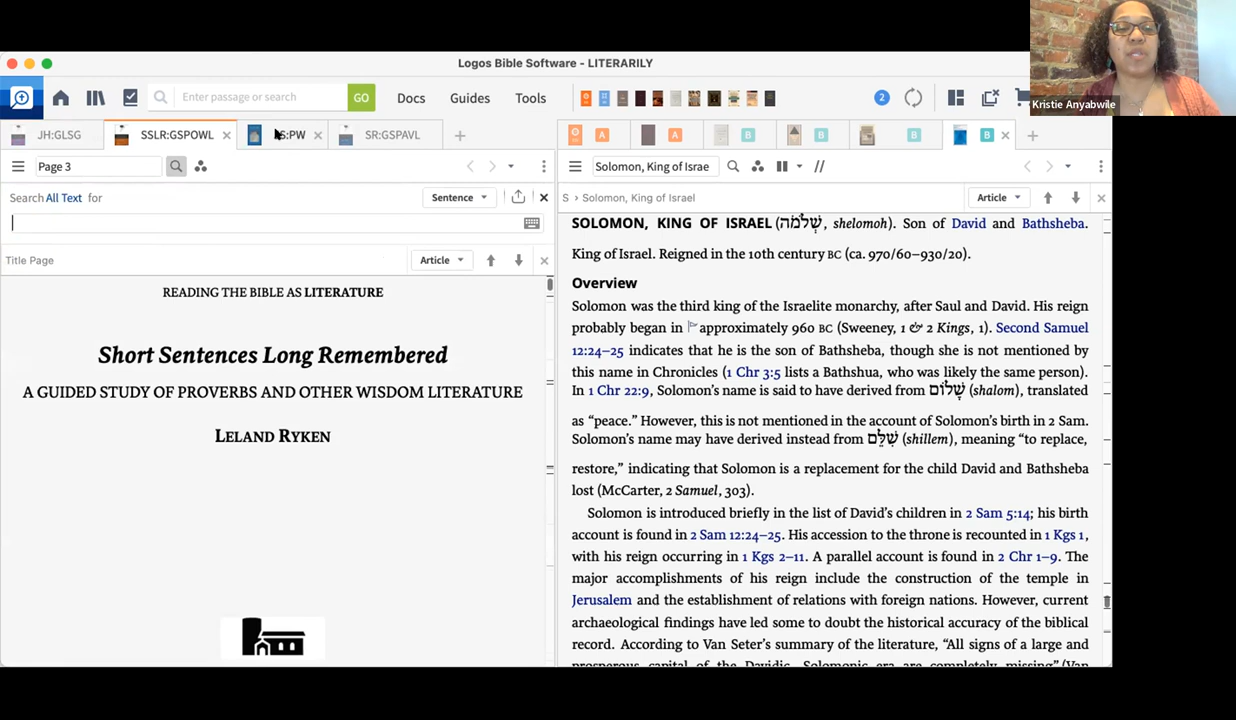 Kristie Anyabwile
Logos Bible Software - LITERARILY
Enter passage or search
GO
Docs
Guides
Tools
2
JH:GLSG
SSLR:GSPOWL
S:PW
SR:GSPAVL
A
A
B
B
B
B
Page 3
Solomon, King of Israe
Search All Text for
Sentence
S › Solomon, King of Israel
Article
Title Page
Article
READING THE BIBLE AS LITERATURE
Short Sentences Long Remembered
A GUIDED STUDY OF PROVERBS AND OTHER WISDOM LITERATURE
LELAND RYKEN
SOLOMON, KING OF ISRAEL (שְׁלֹמֹה, shelomoh). Son of David and Bathsheba.
King of Israel. Reigned in the 10th century BC (ca. 970/60–930/20).
Overview
Solomon was the third king of the Israelite monarchy, after Saul and David. His reign
probably began in approximately 960 BC (Sweeney, 1 & 2 Kings, 1). Second Samuel
12:24–25 indicates that he is the son of Bathsheba, though she is not mentioned by
this name in Chronicles (1 Chr 3:5 lists a Bathshua, who was likely the same person).
In 1 Chr 22:9, Solomon’s name is said to have derived from שָׁלוֹם (shalom), translated
as “peace.” However, this is not mentioned in the account of Solomon’s birth in 2 Sam.
Solomon’s name may have derived instead from שִׁלֵּם (shillem), meaning “to replace,
restore,” indicating that Solomon is a replacement for the child David and Bathsheba
lost (McCarter, 2 Samuel, 303).
Solomon is introduced briefly in the list of David’s children in 2 Sam 5:14; his birth
account is found in 2 Sam 12:24–25. His accession to the throne is recounted in 1 Kgs 1,
with his reign occurring in 1 Kgs 2–11. A parallel account is found in 2 Chr 1–9. The
major accomplishments of his reign include the construction of the temple in
Jerusalem and the establishment of relations with foreign nations. However, current
archaeological findings have led some to doubt the historical accuracy of the biblical
record. According to Van Seter’s summary of the literature, “All signs of a large and
prosperous capital of the Davidic-Solomonic era are completely missing” (Van